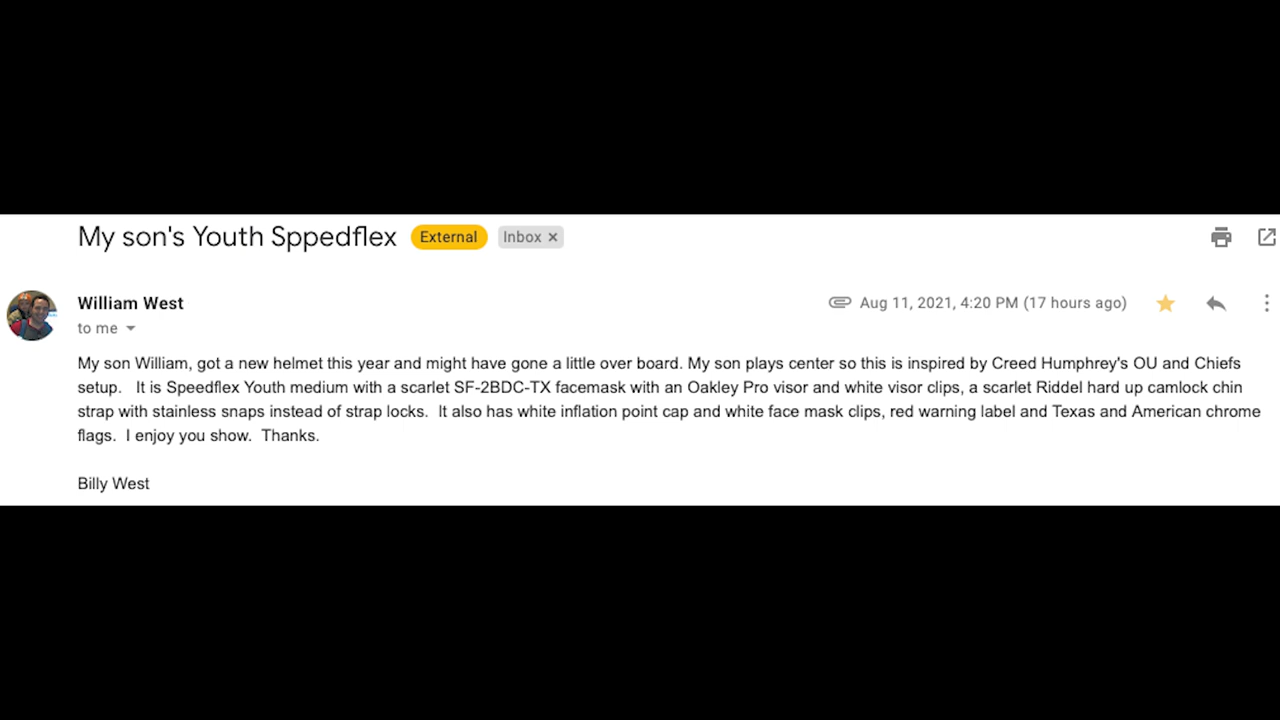 My son's Youth Sppedflex External Inbox ×
William West Aug 11, 2021, 4:20 PM (17 hours ago)
to me
My son William, got a new helmet this year and might have gone a little over board. My son plays center so this is inspired by Creed Humphrey's OU and Chiefs
setup. It is Speedflex Youth medium with a scarlet SF-2BDC-TX facemask with an Oakley Pro visor and white visor clips, a scarlet Riddel hard up camlock chin
strap with stainless snaps instead of strap locks. It also has white inflation point cap and white face mask clips, red warning label and Texas and American chrome
flags. I enjoy you show. Thanks.
Billy West